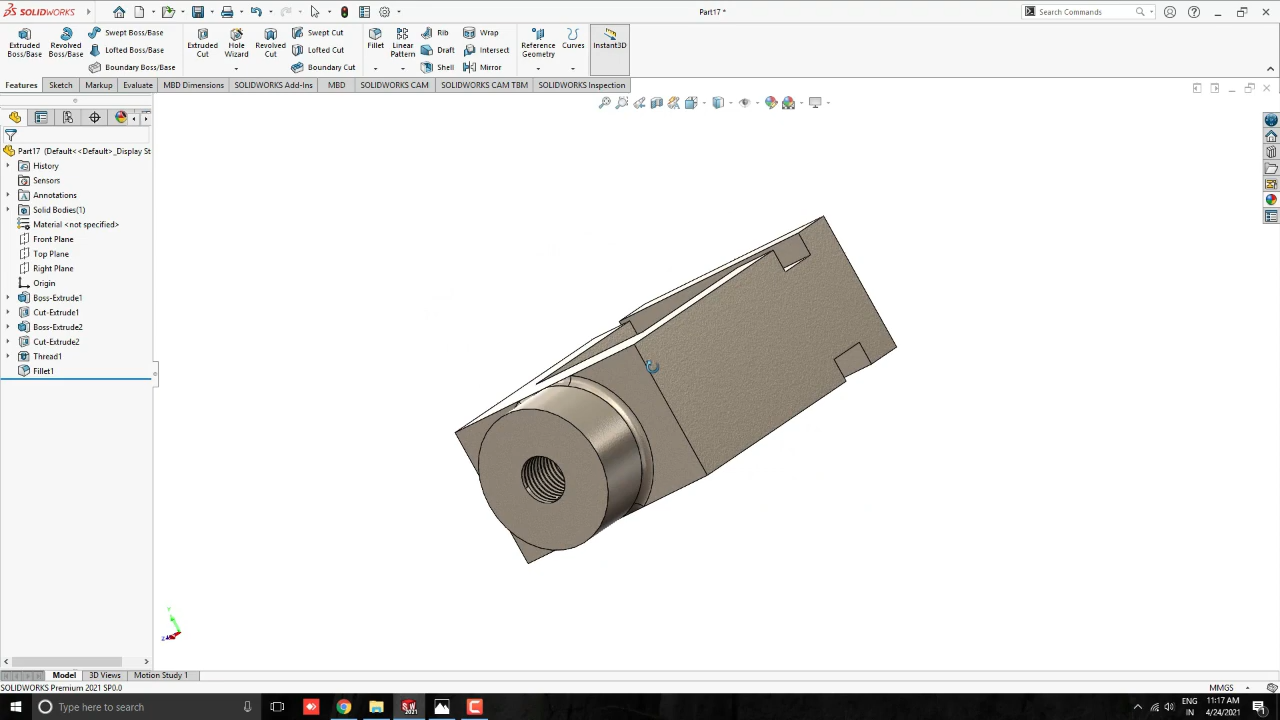 SOLIDWORKS
Part17 *
Search Commands
Extruded Boss/Base
Revolved Boss/Base
Swept Boss/Base
Lofted Boss/Base
Boundary Boss/Base
Extruded Cut
Hole Wizard
Revolved Cut
Swept Cut
Lofted Cut
Boundary Cut
Fillet
Linear Pattern
Rib
Draft
Shell
Wrap
Intersect
Mirror
Reference Geometry
Curves
Instant3D
Features
Sketch
Markup
Evaluate
MBD Dimensions
SOLIDWORKS Add-Ins
MBD
SOLIDWORKS CAM
SOLIDWORKS CAM TBM
SOLIDWORKS Inspection
Part17 (Default<<Default>_Display St
History
Sensors
Annotations
Solid Bodies(1)
Material <not specified>
Front Plane
Top Plane
Right Plane
Origin
Boss-Extrude1
Cut-Extrude1
Boss-Extrude2
Cut-Extrude2
Thread1
Fillet1
Y
Z
Model
3D Views
Motion Study 1
SOLIDWORKS Premium 2021 SP0.0
MMGS
Type here to search
ENG
IN
11:17 AM
4/24/2021